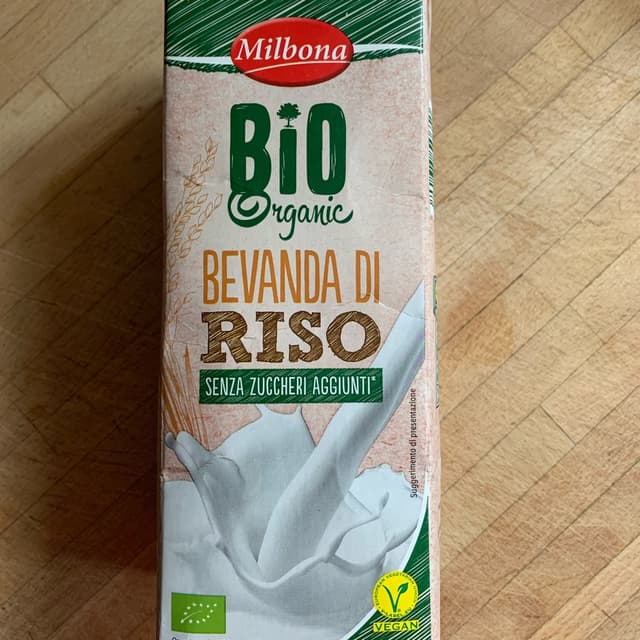 Milbona
BIO
Organic
BEVANDA DI
RISO
SENZA ZUCCHERI AGGIUNTI*
Suggerimento di presentazione
VEGAN